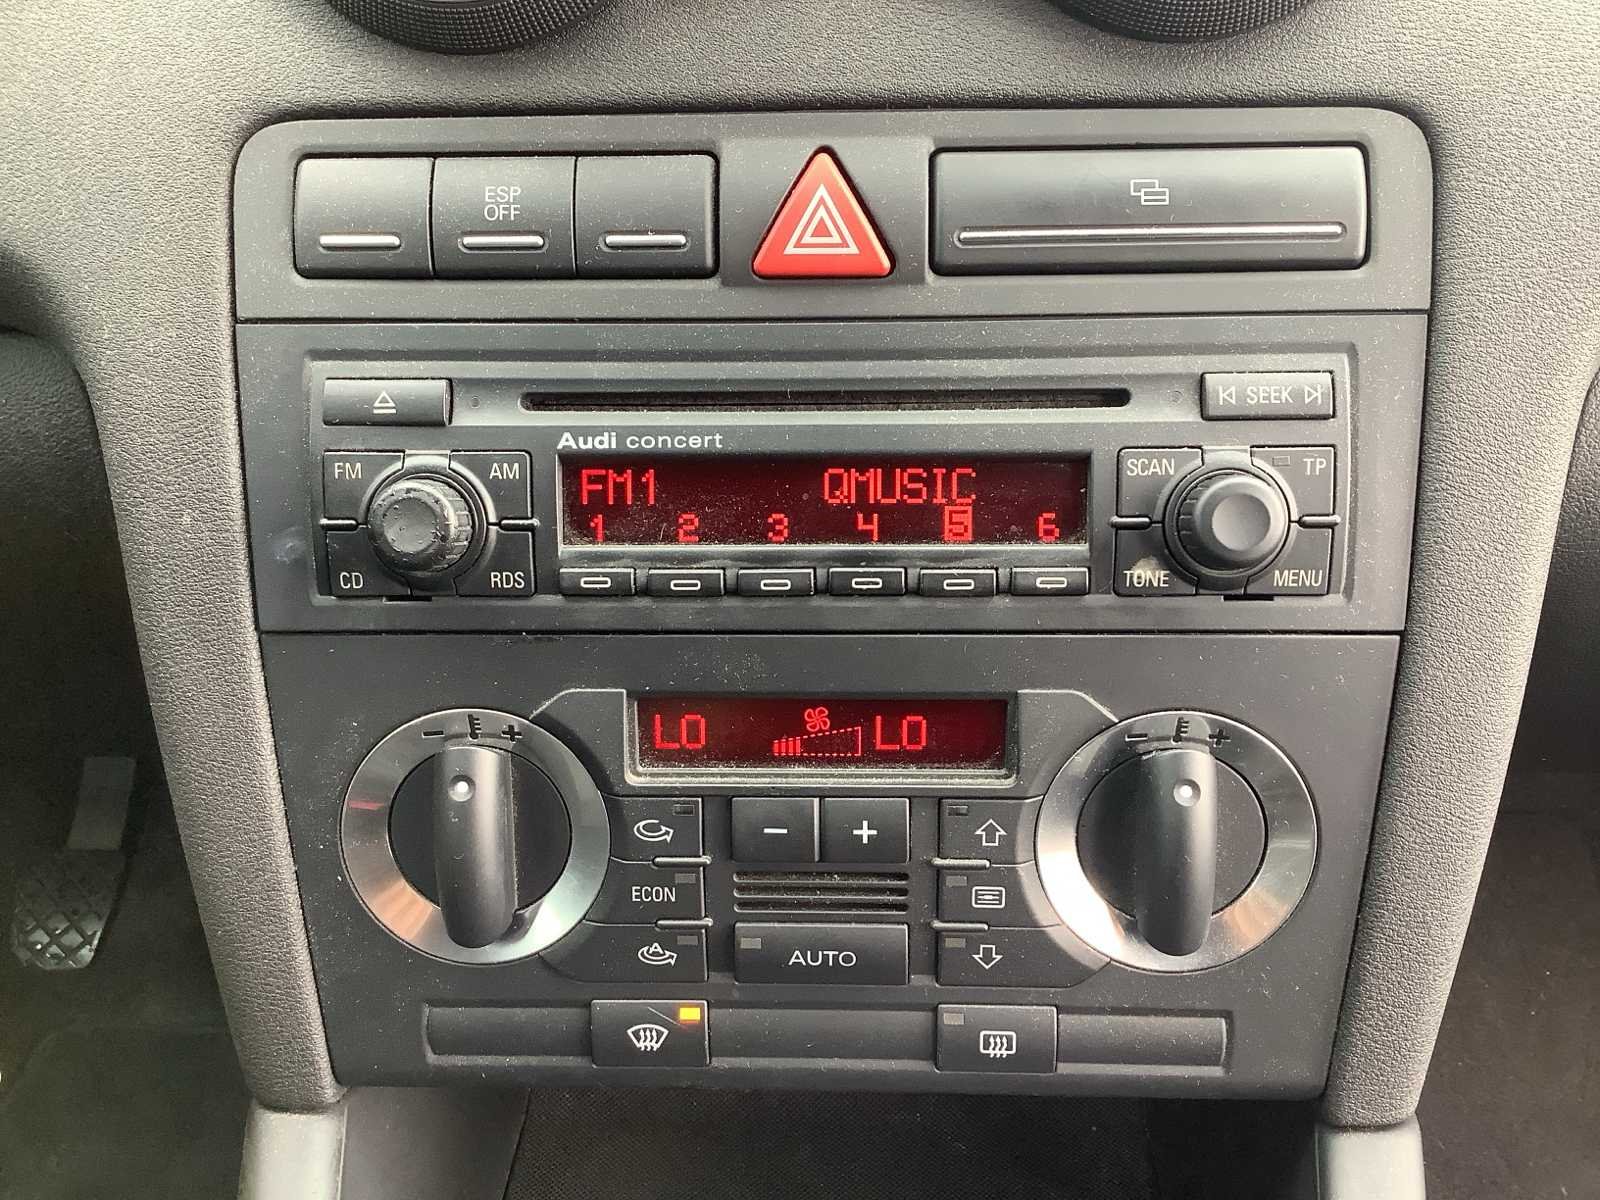 ESP
OFF
SEEK
Audi concert
FM
AM
FM1 QMUSIC
SCAN
TP
1 2 3 4 5 6
CD
RDS
TONE
MENU
LO LO
- +
- +
- +
ECON
A
AUTO